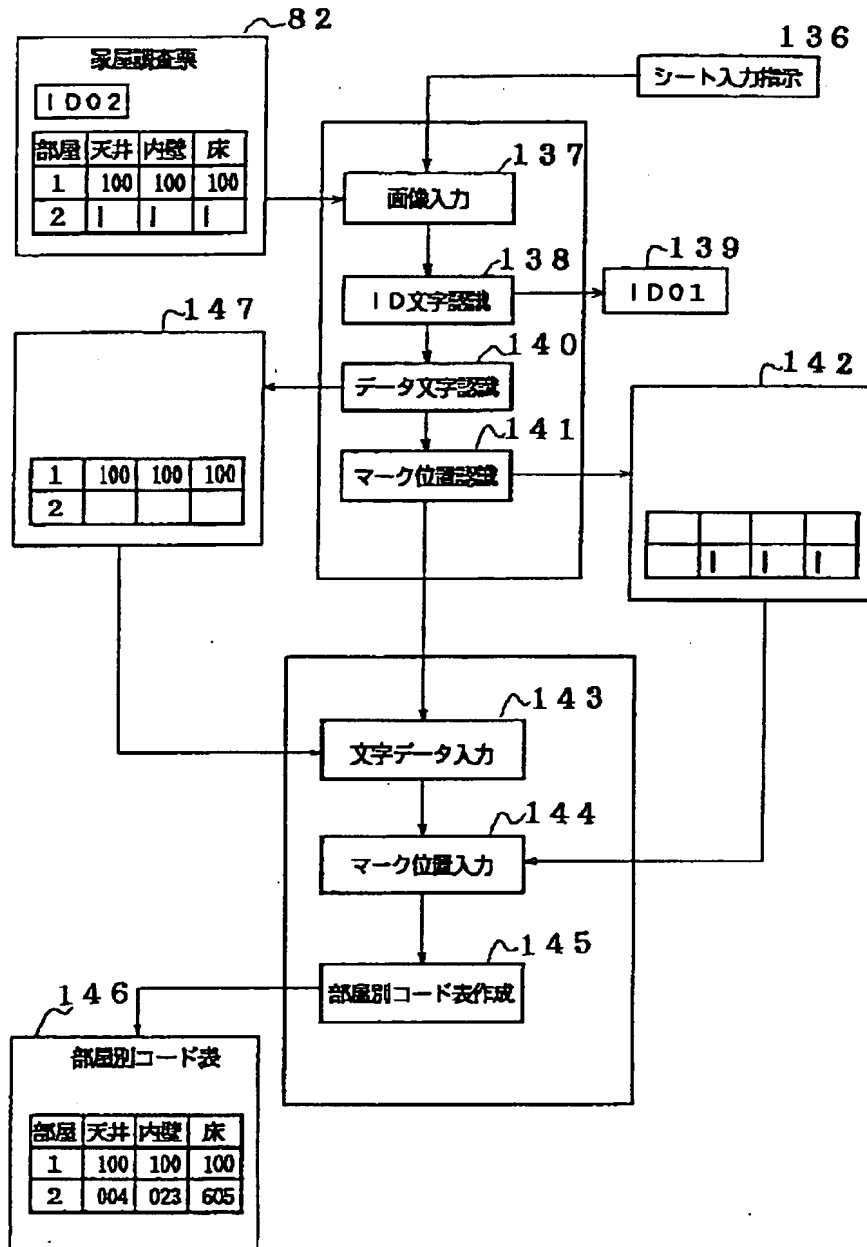 82
家屋調査票
ID02
部屋 天井 内壁 床
1 100 100 100
2 | | |
136
シート入力指示
137
画像入力
138
ID文字認識
139
ID01
140
データ文字認識
141
マーク位置認識
147
1 100 100 100
2
142
| | |
143
文字データ入力
144
マーク位置入力
145
部屋別コード表作成
146
部屋別コード表
部屋 天井 内壁 床
1 100 100 100
2 004 023 605